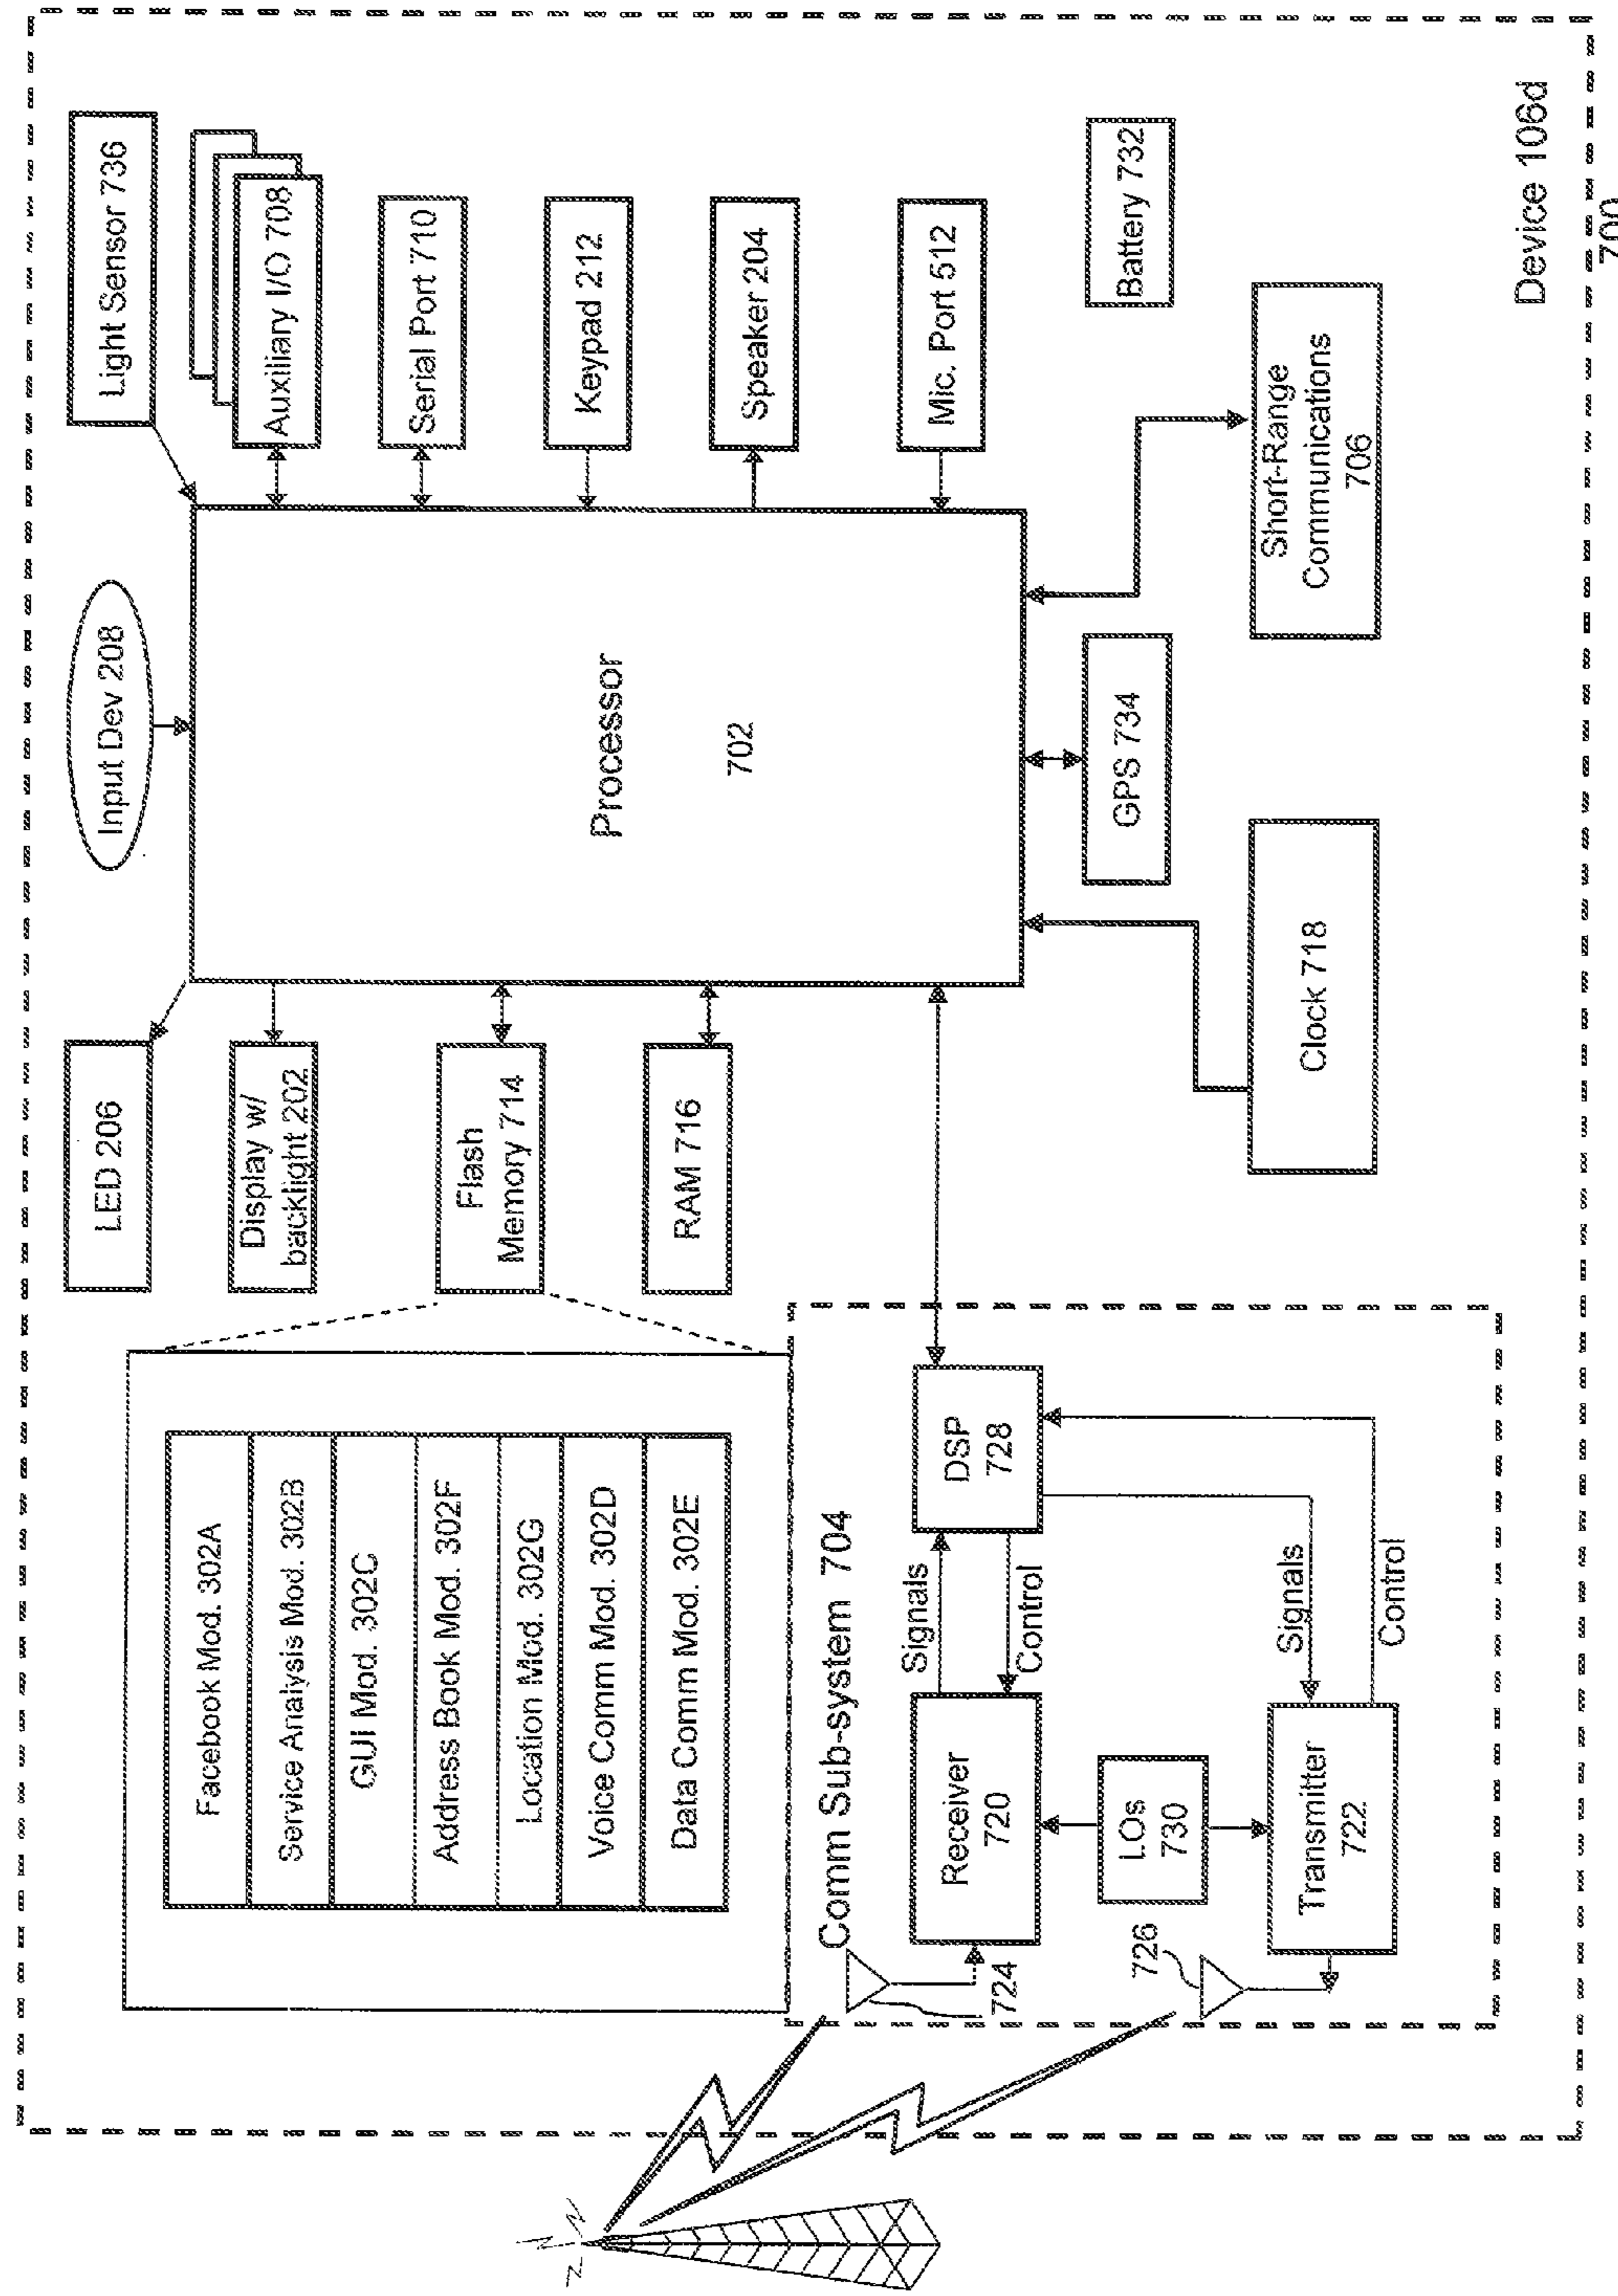 LED 206
Input Dev 208
Light Sensor 736
Display w/
backlight 202
Auxiliary I/O 708
Flash
Memory 714
Serial Port 710
Keypad 212
RAM 716
Speaker 204
Mic. Port 512
Processor
702
Facebook Mod. 302A
Service Analysis Mod. 302B
GUI Mod. 302C
Address Book Mod. 302F
Location Mod. 302G
Voice Comm Mod. 302D
Data Comm Mod. 302E
Comm Sub-system 704
Receiver
720
Signals
Control
DSP
728
724
LOs
730
726
Transmitter
722
Signals
Control
GPS 734
Battery 732
Clock 718
Short-Range
Communications
706
Device 106d
700